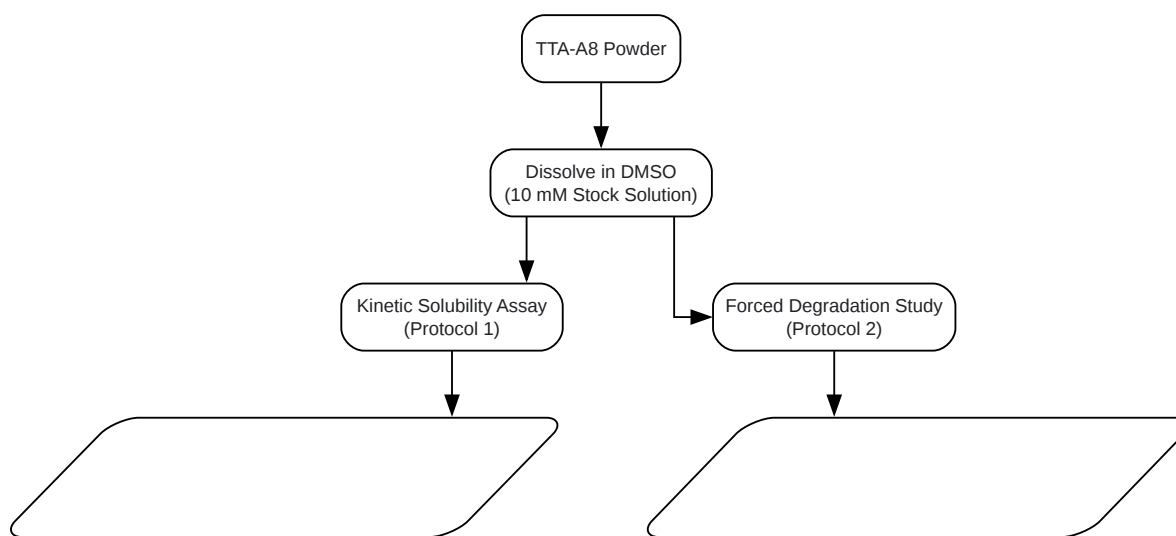 TTA-A8 Powder
Dissolve in DMSO
(10 mM Stock Solution)
Kinetic Solubility Assay
(Protocol 1)
Forced Degradation Study
(Protocol 2)